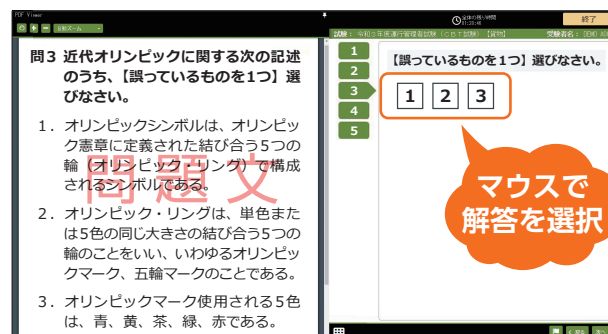 PDF Viewer
自動ズーム
全体の残り時間
01:20:46
終了
試験： 令和3年度運行管理者試験（CBT試験）【貨物】
問3 近代オリンピックに関する次の記述
のうち、【誤っているものを1つ】選
びなさい。
1．オリンピックシンボルは、オリンピッ
ク憲章に定義された結び合う5つの
輪（オリンピック・リング）で構成
されるシンボルである。
2．オリンピック・リングは、単色また
は5色の同じ大きさの結び合う5つの
輪のことをいい、いわゆるオリンピッ
クマーク、五輪マークのことである。
3．オリンピックマーク使用される5色
は、青、黄、茶、緑、赤である。
問題文
1
2
3
4
5
受験者名：
【誤っているものを1つ】選びなさい。
1 2 3
マウスで
解答を選択
戻る
次へ